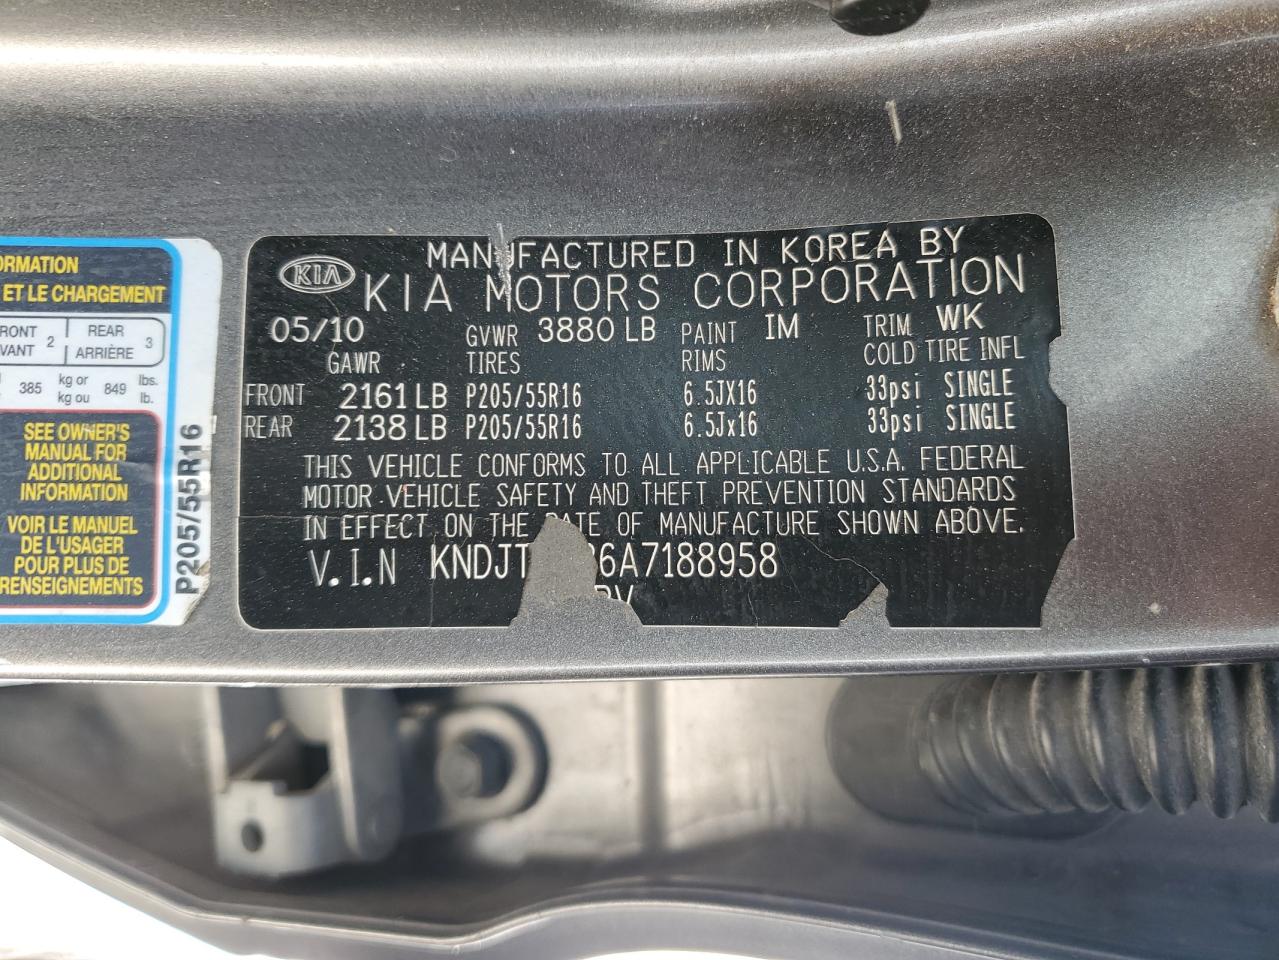 ORMATION
ET LE CHARGEMENT
RONT 2 REAR 3
VANT ARRIÈRE
385 kg or 849 lbs.
kg ou lb.
SEE OWNER'S
MANUAL FOR
ADDITIONAL
INFORMATION
VOIR LE MANUEL
DE L'USAGER
POUR PLUS DE
RENSEIGNEMENTS
P205/55R16
KIA
MANUFACTURED IN KOREA BY
KIA MOTORS CORPORATION
05/10 GVWR 3880 LB PAINT IM TRIM WK
GAWR TIRES RIMS COLD TIRE INFL
FRONT 2161 LB P205/55R16 6.5JX16 33psi SINGLE
REAR 2138 LB P205/55R16 6.5Jx16 33psi SINGLE
THIS VEHICLE CONFORMS TO ALL APPLICABLE U.S.A. FEDERAL
MOTOR VEHICLE SAFETY AND THEFT PREVENTION STANDARDS
IN EFFECT ON THE DATE OF MANUFACTURE SHOWN ABOVE.
V.I.N KNDJT 6A7188958